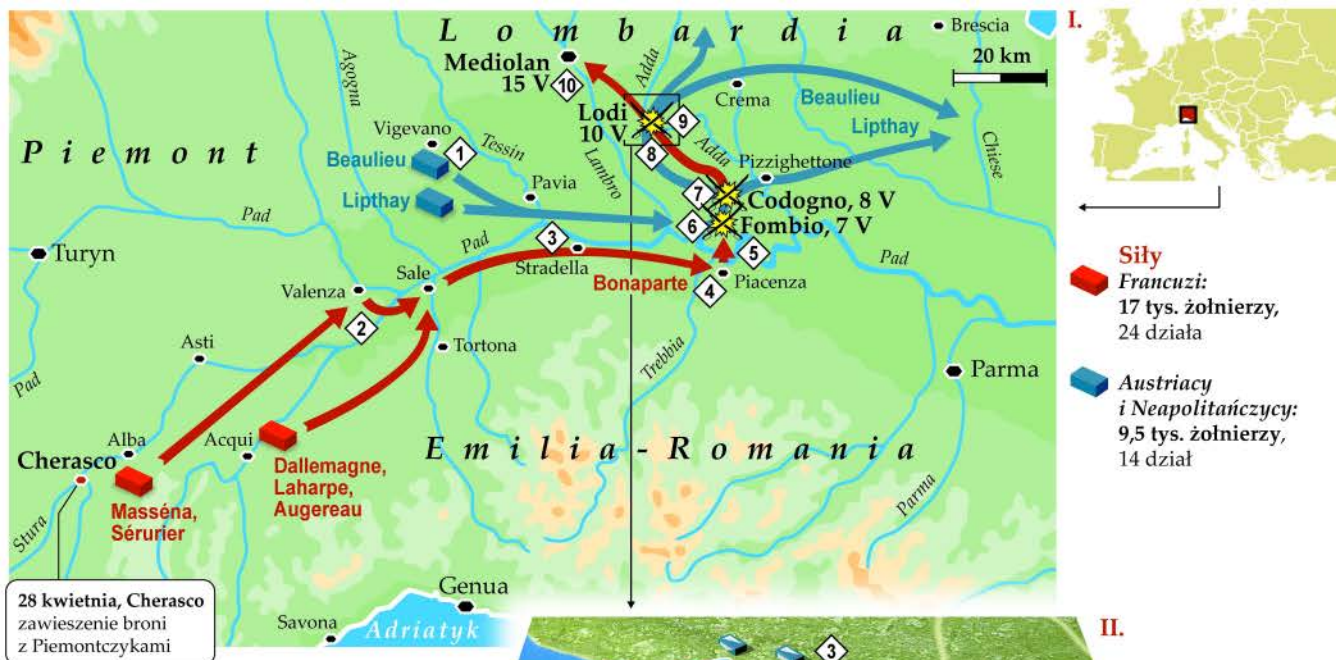 Lombardia
Brescia
I.
20 km
Mediolan
15 V
10
Adda
Crema
Beaulieu
Lipthay
Chiese
Agogna
Lodi
10 V
9
8
Vigevano
1
Piemont
Beaulieu
Tessin
Lambro
Adda
Pizzighettone
Lipthay
Pavia
7
Codogno, 8 V
6
Fombio, 7 V
Pad
Turyn
Pad
3
Stradella
5
Pad
Sale
Bonaparte
Piacenza
4
Valenza
2
Siły
Francuzi:
17 tys. żołnierzy,
24 działa
Asti
Tortona
Trebbia
Parma
Pad
Austriacy
i Neapolitańczycy:
9,5 tys. żołnierzy,
14 dział
Alba
Acqui
Emilia-Romania
Cherasco
Dallemagne,
Laharpe,
Augereau
Masséna,
Sérurier
Parma
Stura
28 kwietnia, Cherasco
zawieszenie broni
z Piemontczykami
Genua
Savona
Adriatyk
3
II.